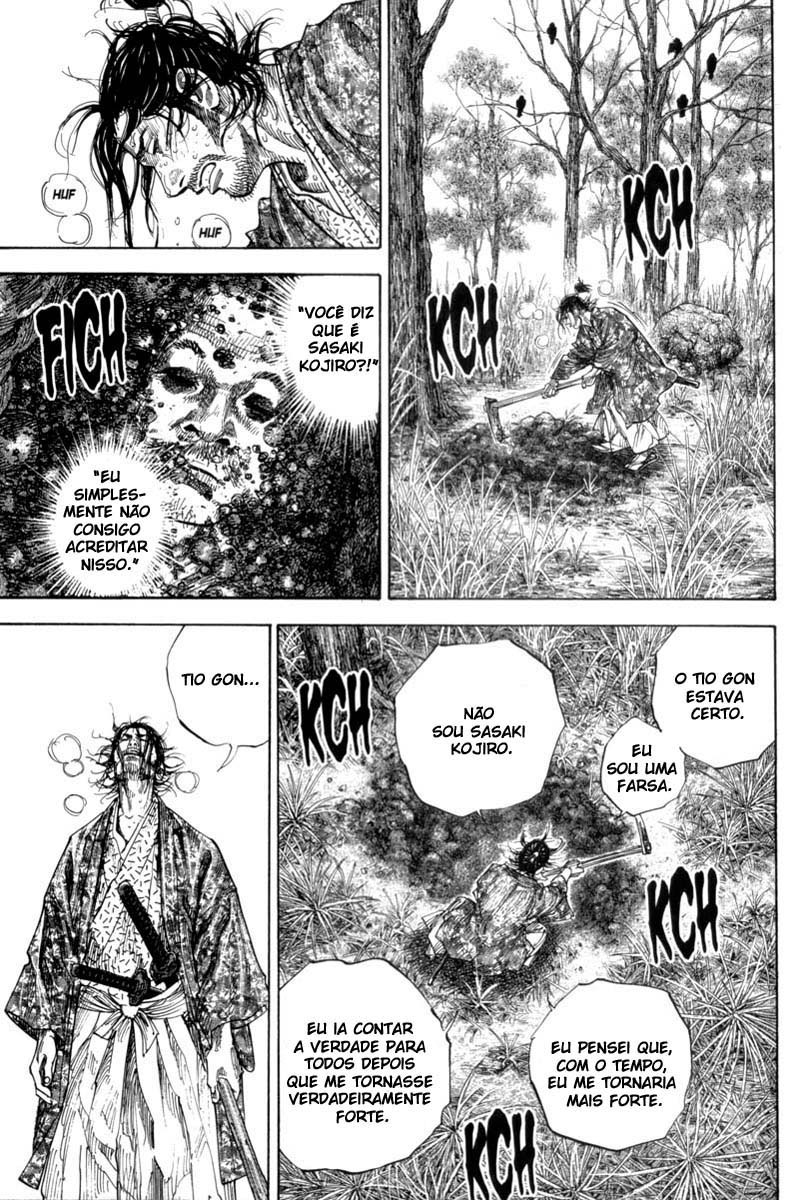 KCH
KCH
HUF
HUF
"VOCÊ DIZ
QUE É
SASAKI
KOJIRO?!"
FICH
"EU
SIMPLES-
MENTE NÃO
CONSIGO
ACREDITAR
NISSO."
O TIO GON
ESTAVA
CERTO.
EU
SOU UMA
FARSA.
NÃO
SOU SASAKI
KOJIRO.
KCH
KCH
EU PENSEI QUE,
COM O TEMPO,
EU ME TORNARIA
MAIS FORTE.
EU IA CONTAR
A VERDADE PARA
TODOS DEPOIS
QUE ME TORNASSE
VERDADEIRAMENTE
FORTE.
KCH
TIO GON...